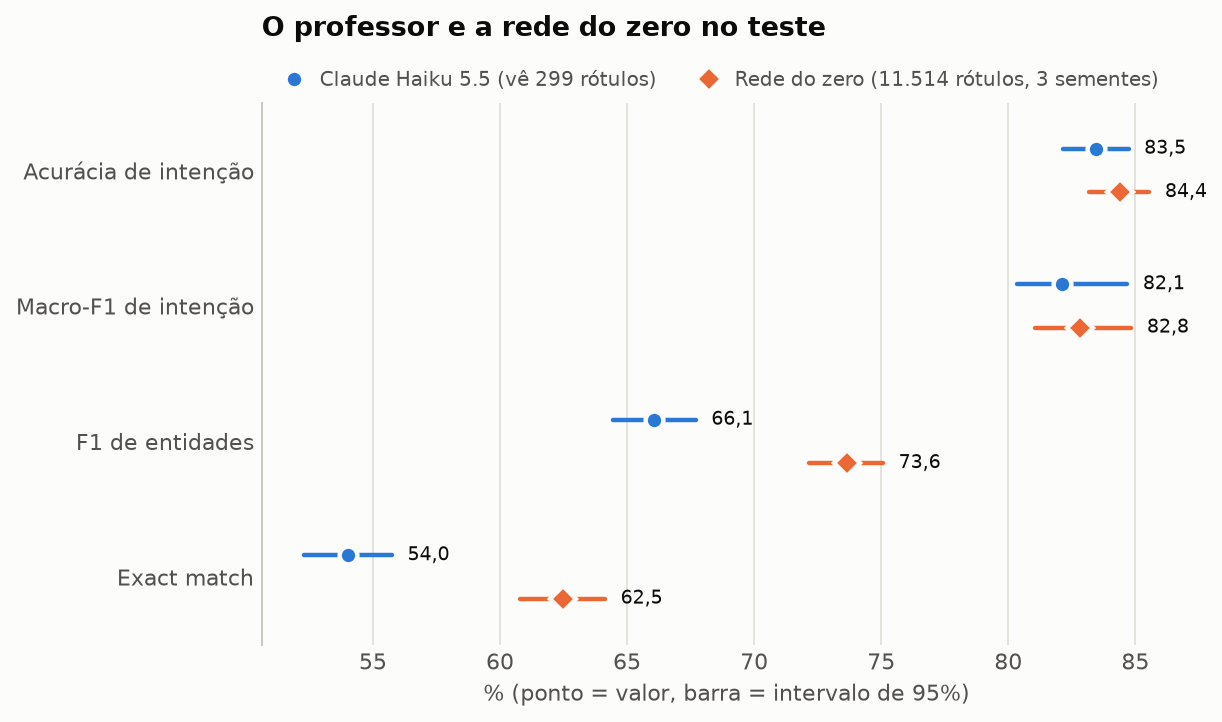 O professor e a rede do zero no teste
Claude Haiku 5.5 (vê 299 rótulos)
Rede do zero (11.514 rótulos, 3 sementes)
Acurácia de intenção
83,5
84,4
Macro-F1 de intenção
82,1
82,8
F1 de entidades
66,1
73,6
Exact match
54,0
62,5
55 60 65 70 75 80 85
% (ponto = valor, barra = intervalo de 95%)